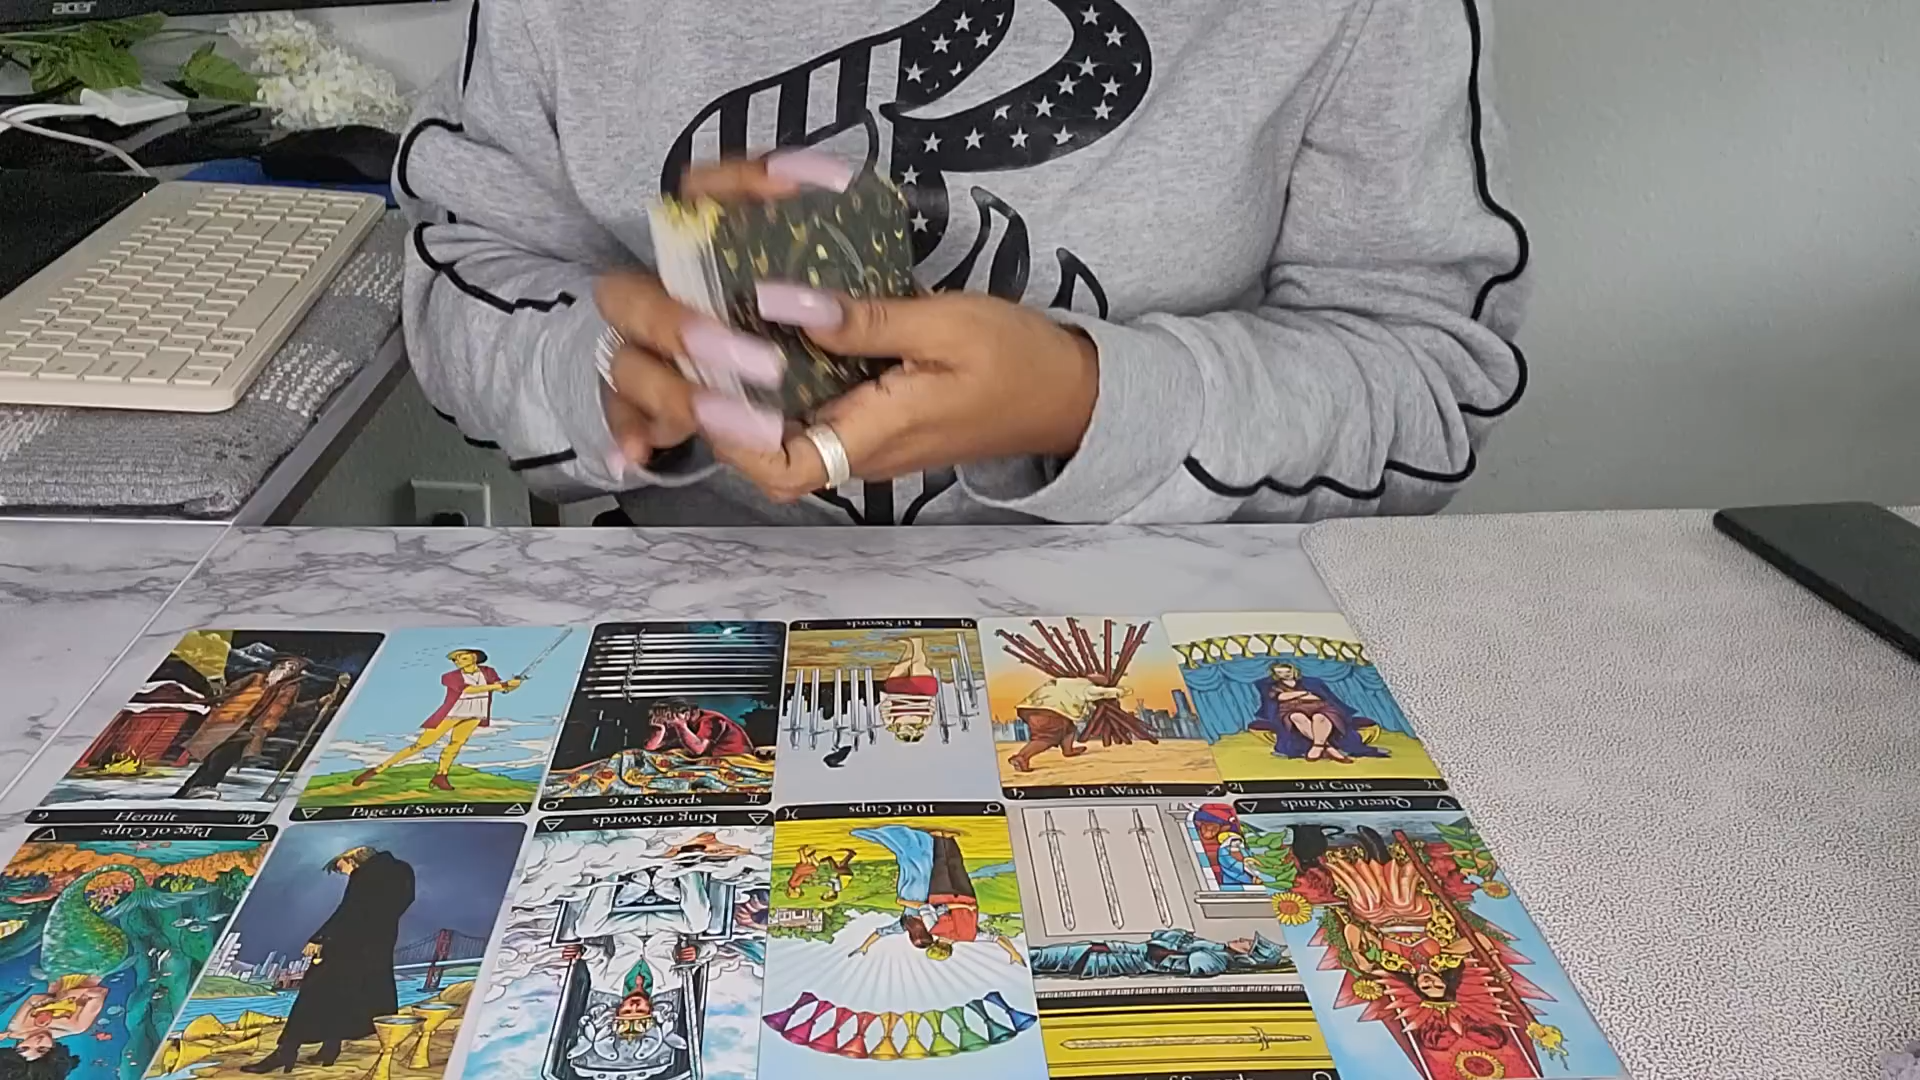 acer
8 of Swords
9
Hermit
Page of Swords
9 of Swords
10 of Wands
9 of Cups
Page of Cups
King of Swords
10 of Cups
Queen of Wands